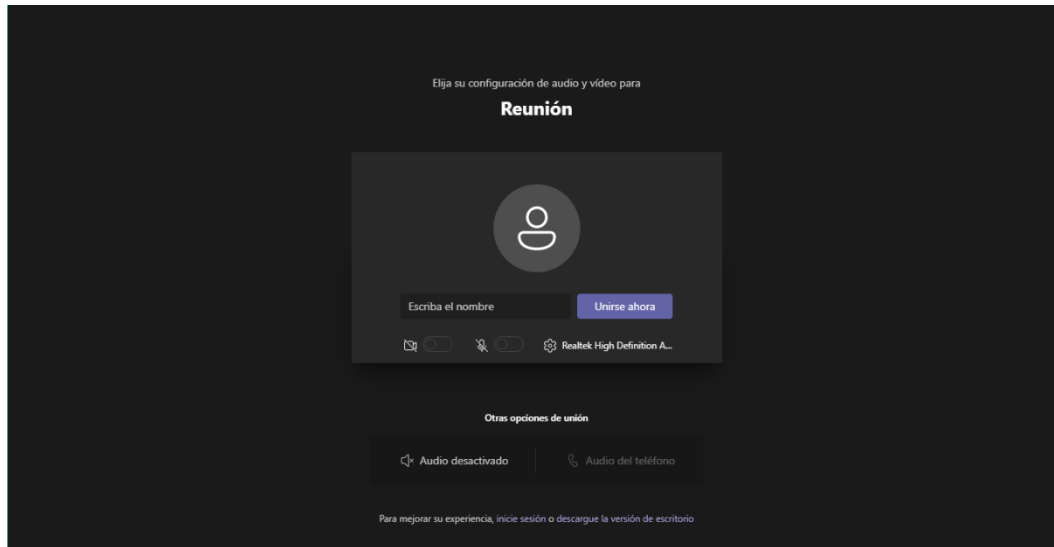 Elija su configuración de audio y vídeo para
Reunión
Escriba el nombre
Unirse ahora
Realtek High Definition A...
Otras opciones de unión
Audio desactivado
Audio del teléfono
Para mejorar su experiencia, inicie sesión o descargue la versión de escritorio